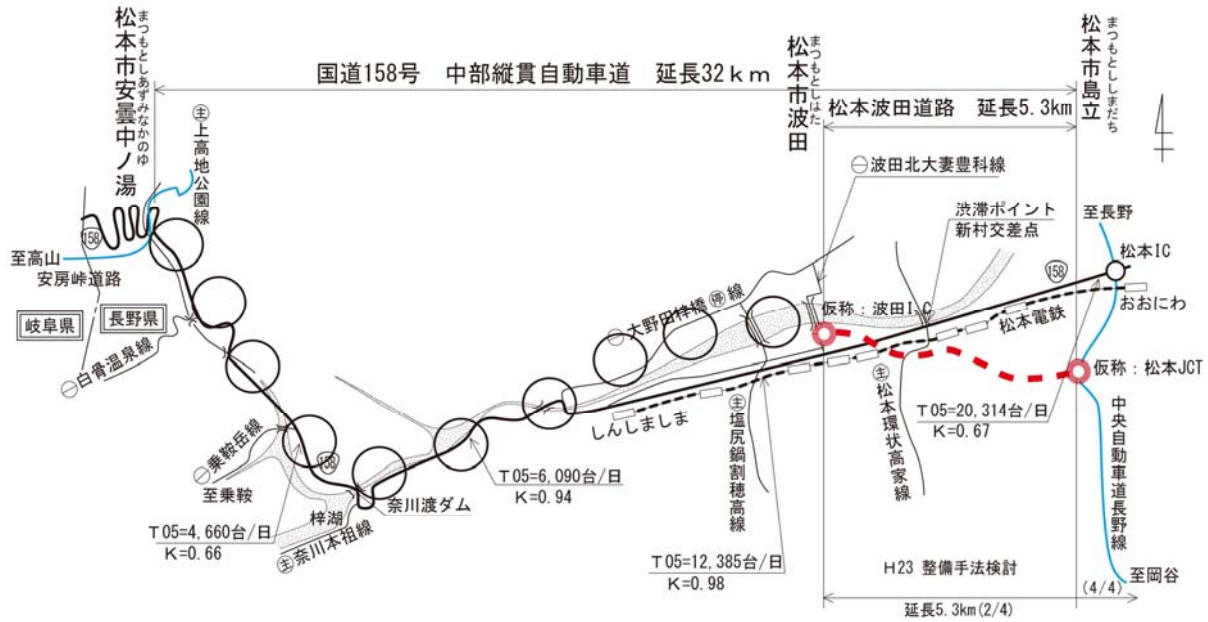 国道158号 中部縦貫自動車道 延長32km
松本波田道路 延長5.3km
松本市安曇中ノ湯
まつもとしあずみなかのゆ
松本市波田
まつもとしはた
松本市島立
まつもとししまだち
主上高地公園線
波田北大妻豊科線
渋滞ポイント
新村交差点
至長野
松本IC
158
158
至高山
安房峠道路
岐阜県
長野県
白骨温泉線
大野田梓橋停線
仮称:波田I.C
松本電鉄
おおにわ
仮称:松本JCT
T05=20,314台/日
K=0.67
主松本環状高家線
しんしましま
主塩尻鍋割穂高線
中央自動車道長野線
乗鞍岳線
至乗鞍
158
T05=6,090台/日
K=0.94
梓湖
奈川渡ダム
T05=4,660台/日
K=0.66
主奈川木祖線
T05=12,385台/日
K=0.98
H23 整備手法検討
至岡谷
(4/4)
延長5.3km(2/4)